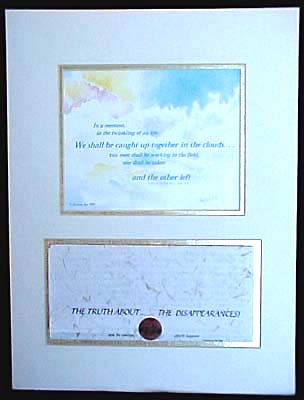 In a moment,
in the twinkling of an eye
We shall be caught up together in the clouds. . . .
two men shall be working in the field,
one shall be taken
and the other left
THE TRUTH ABOUT..... THE DISAPPEARANCES!